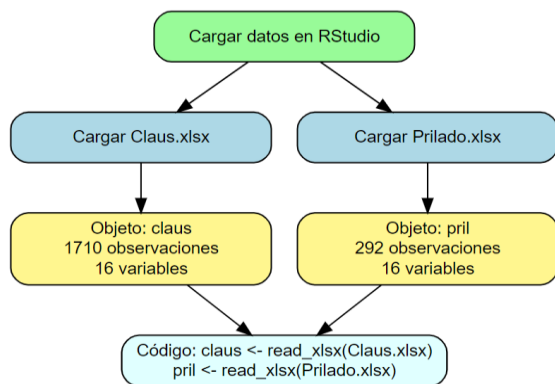 Cargar datos en RStudio
Cargar Claus.xlsx
Cargar Prilado.xlsx
Objeto: claus
1710 observaciones
16 variables
Objeto: pril
292 observaciones
16 variables
Código: claus <- read_xlsx(Claus.xlsx)
pril <- read_xlsx(Prilado.xlsx)